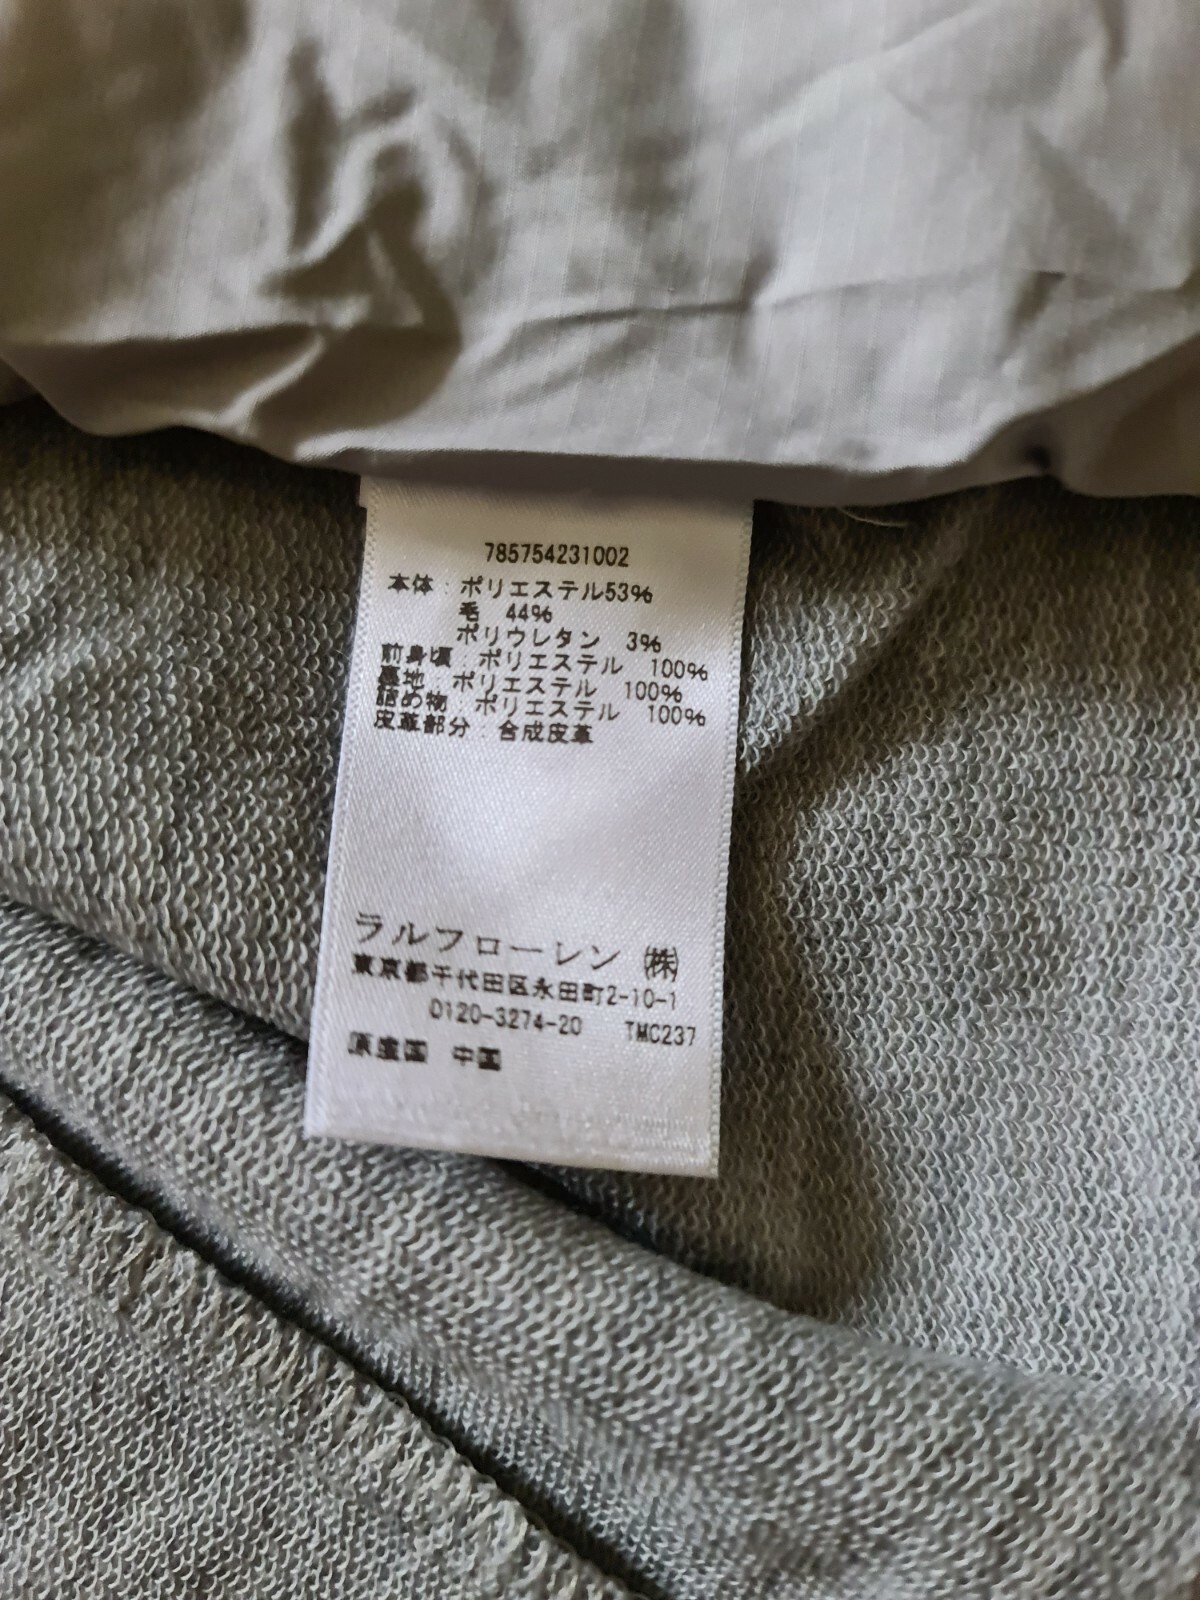 785754231002
本体:ポリエステル53%
毛 44%
ポリウレタン 3%
前身頃:ポリエステル 100%
裏地:ポリエステル 100%
詰め物:ポリエステル 100%
皮革部分:合成皮革
ラルフローレン ㈱
東京都千代田区永田町2-10-1
0120-3274-20 TMC237
原産国 中国